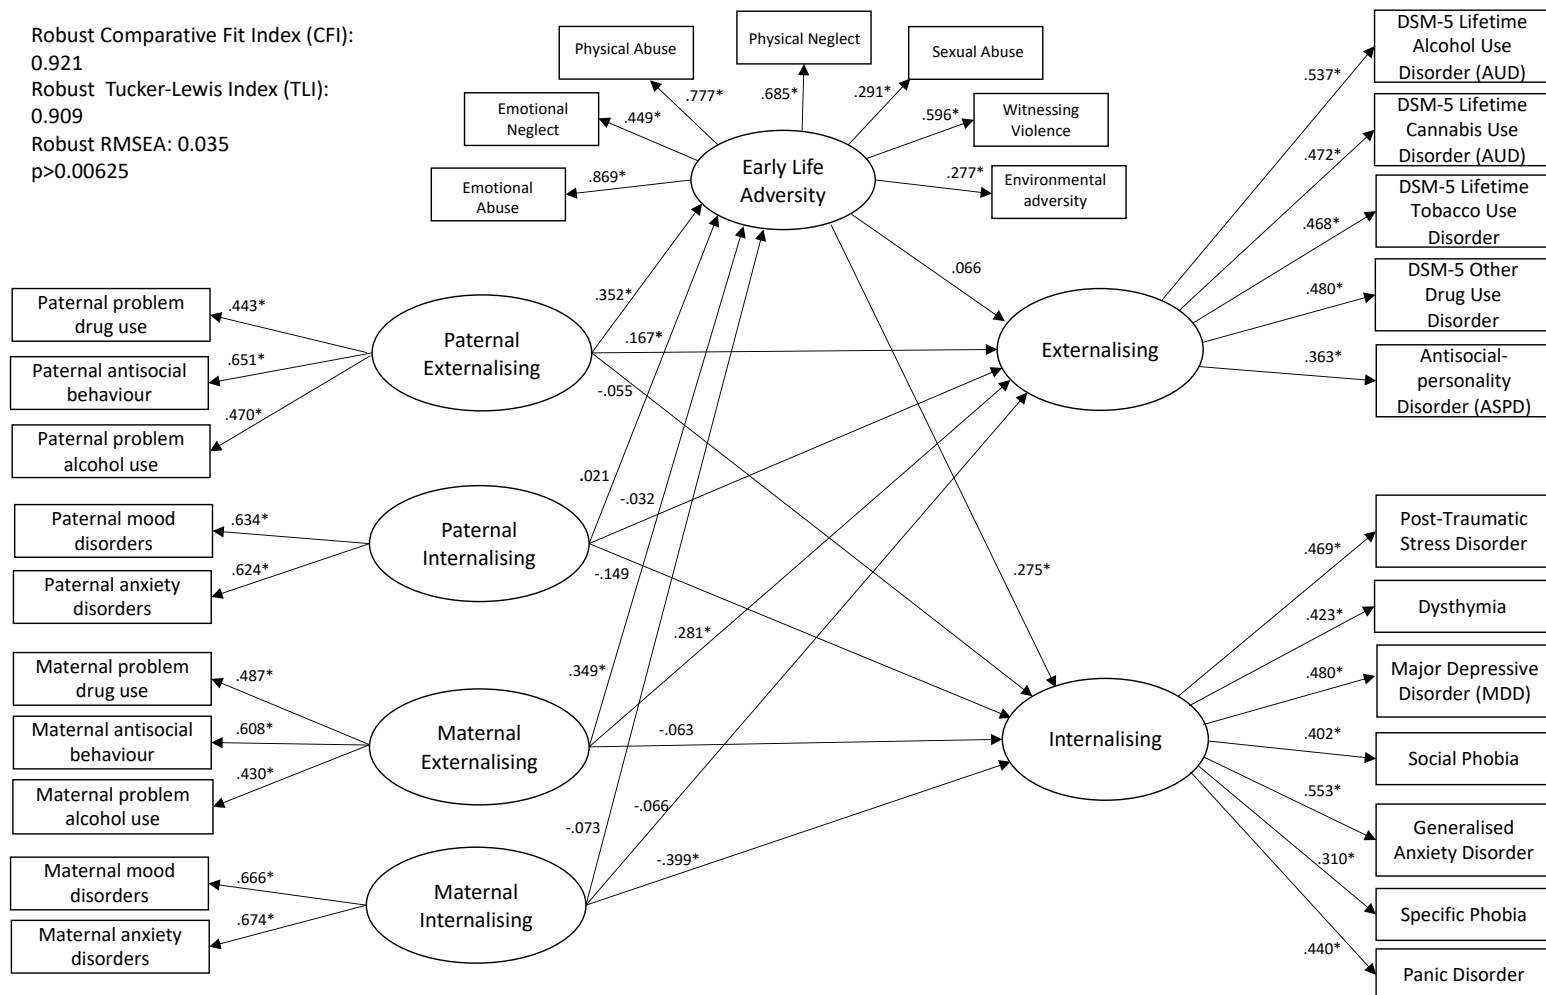 Robust Comparative Fit Index (CFI):
0.921
Robust  Tucker-Lewis Index (TLI):
0.909
Robust RMSEA: 0.035
p>0.00625
Physical Abuse
Physical Neglect
Sexual Abuse
Emotional
Neglect
Witnessing
Violence
Emotional
Abuse
Environmental
adversity
.777*
.685*
.291*
.449*
.596*
.869*
.277*
Early Life
Adversity
DSM-5 Lifetime
Alcohol Use
Disorder (AUD)
DSM-5 Lifetime
Cannabis Use
Disorder (AUD)
DSM-5 Lifetime
Tobacco Use
Disorder
DSM-5 Other
Drug Use
Disorder
Antisocial-
personality
Disorder (ASPD)
.537*
.472*
.468*
.480*
.363*
Externalising
Paternal problem
drug use
Paternal antisocial
behaviour
Paternal problem
alcohol use
.443*
.651*
.470*
Paternal
Externalising
.352*
.167*
-.055
.066
Paternal mood
disorders
Paternal anxiety
disorders
.634*
.624*
Paternal
Internalising
.021
-.032
-.149
.275*
Maternal problem
drug use
Maternal antisocial
behaviour
Maternal problem
alcohol use
.487*
.608*
.430*
Maternal
Externalising
.349*
.281*
-.063
Maternal mood
disorders
Maternal anxiety
disorders
.666*
.674*
Maternal
Internalising
-.073
-.066
-.399*
Internalising
.469*
.423*
.480*
.402*
.553*
.310*
.440*
Post-Traumatic
Stress Disorder
Dysthymia
Major Depressive
Disorder (MDD)
Social Phobia
Generalised
Anxiety Disorder
Specific Phobia
Panic Disorder